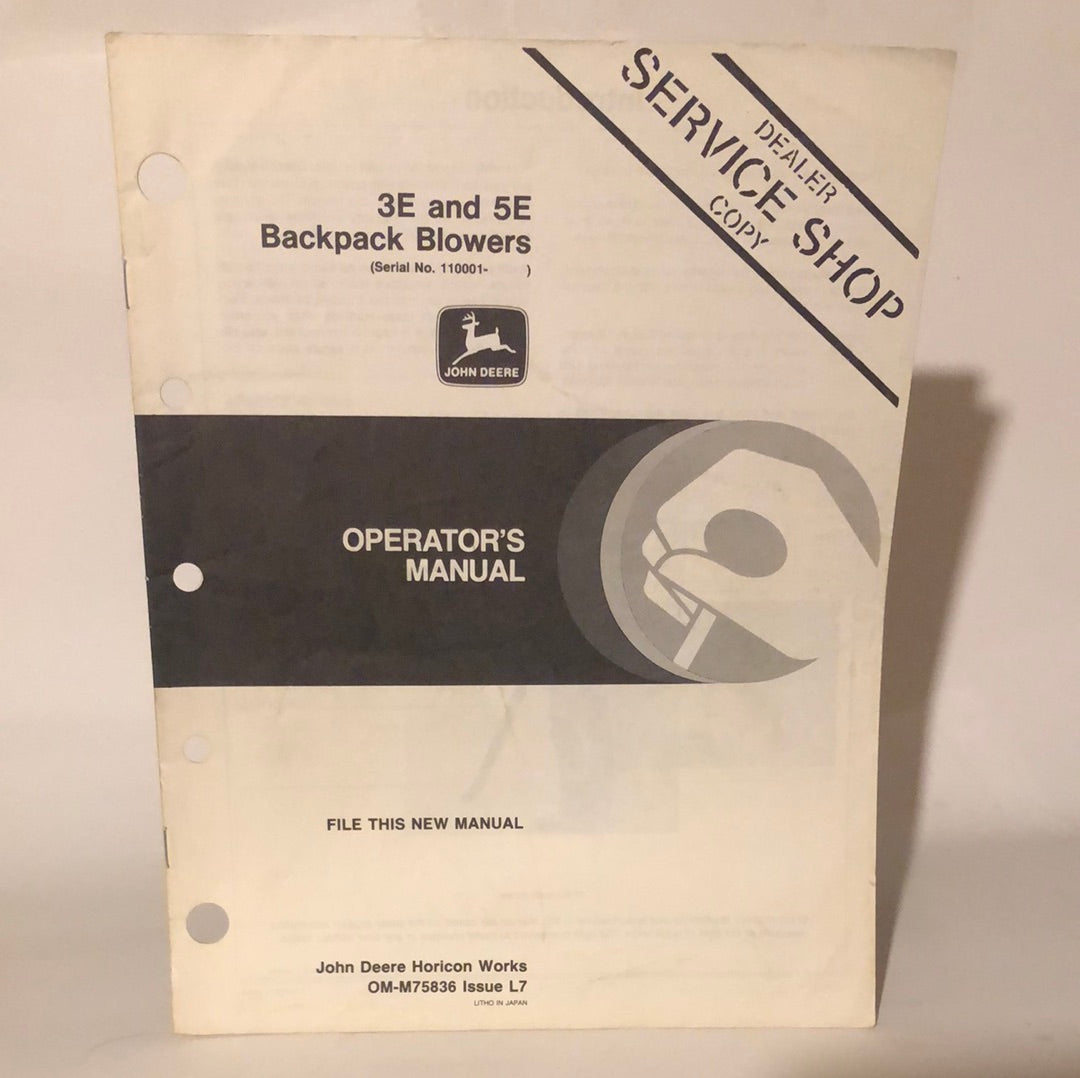 DEALER
SERVICE SHOP
COPY
3E and 5E
Backpack Blowers
(Serial No. 110001- )
JOHN DEERE
OPERATOR'S
MANUAL
FILE THIS NEW MANUAL
John Deere Horicon Works
OM-M75836 Issue L7
LITHO IN JAPAN